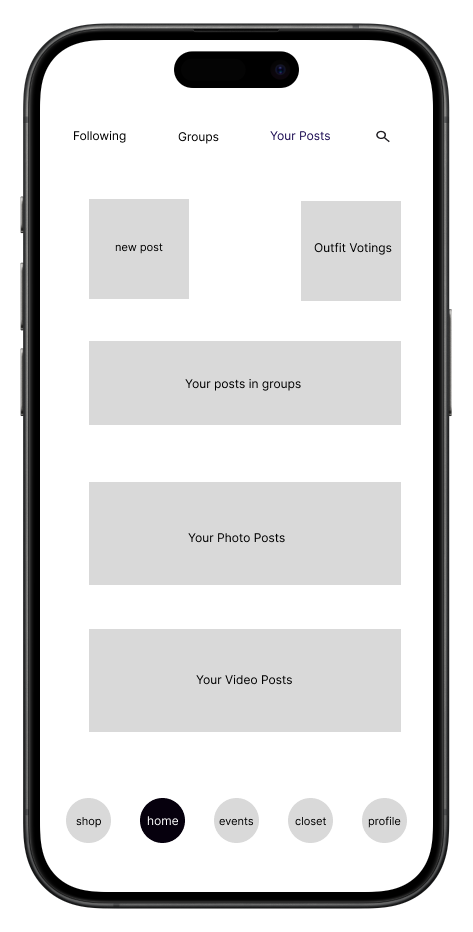 Following
Groups
Your Posts
new post
Outfit Votings
Your posts in groups
Your Photo Posts
Your Video Posts
shop
home
events
closet
profile